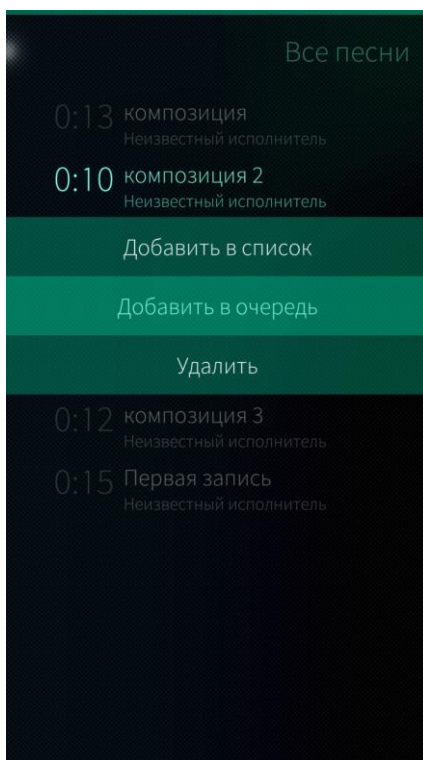 Все песни
0:13 композиция
Неизвестный исполнитель
0:10 композиция 2
Неизвестный исполнитель
Добавить в список
Добавить в очередь
Удалить
0:12 композиция 3
Неизвестный исполнитель
0:15 Первая запись
Неизвестный исполнитель